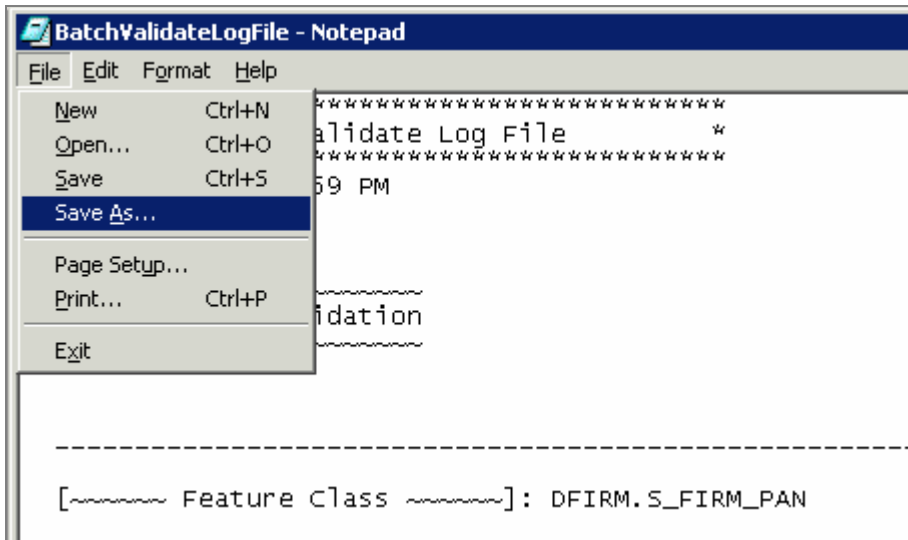 BatchValidateLogFile - Notepad
File Edit Format Help
New Ctrl+N
Open... Ctrl+O
Save Ctrl+S
Save As...
Page Setup...
Print... Ctrl+P
Exit
**************************
alidate Log File *
**************************
59 PM
~~~~~~~
idation
~~~~~~~
------------------------------------------------------
[~~~~~~ Feature Class ~~~~~~]: DFIRM.S_FIRM_PAN